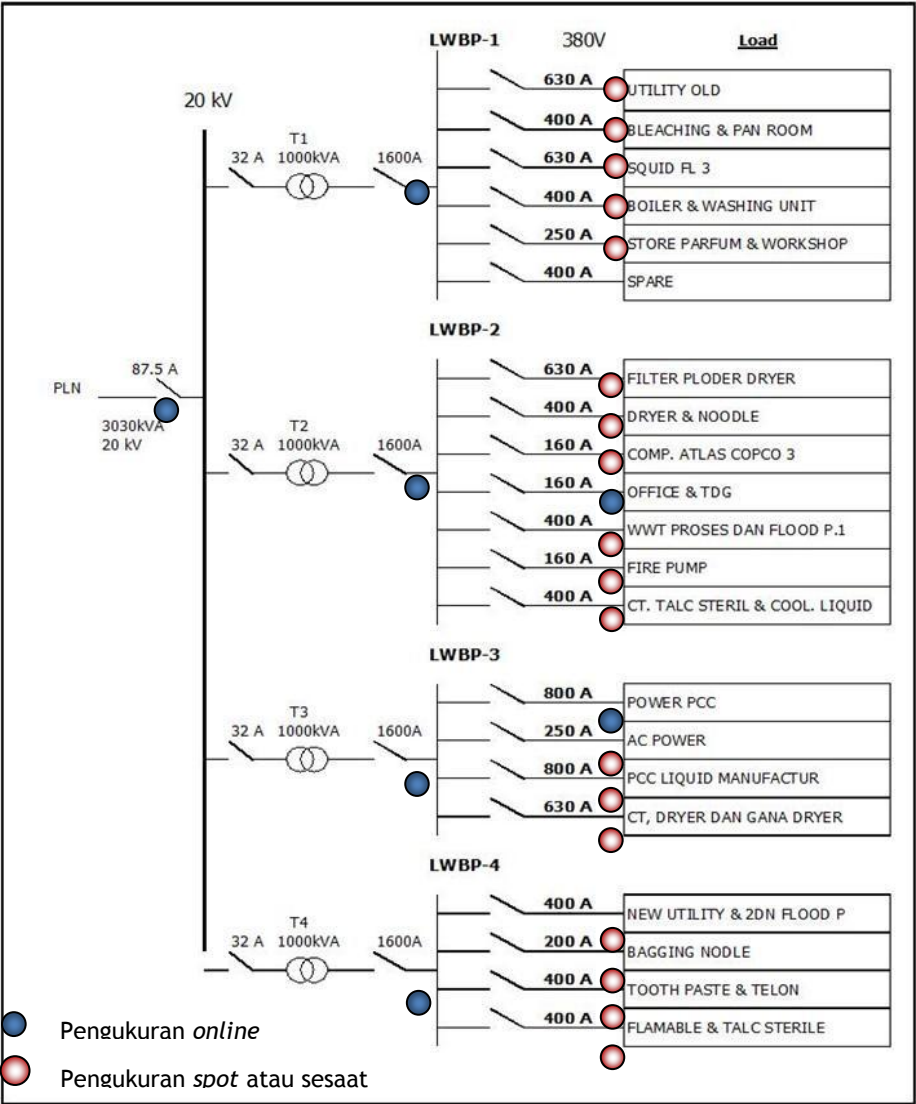 LWBP-1 380V Load
630 A UTILITY OLD
20 kV
400 A BLEACHING & PAN ROOM
T1
32 A 1000kVA 1600A
630 A SQUID FL 3
400 A BOILER & WASHING UNIT
250 A STORE PARFUM & WORKSHOP
400 A SPARE
LWBP-2
87.5 A
PLN
3030kVA
20 kV
630 A FILTER PLODER DRYER
400 A DRYER & NOODLE
T2
32 A 1000kVA 1600A
160 A COMP. ATLAS COPCO 3
160 A OFFICE & TDG
400 A WWT PROSES DAN FLOOD P.1
160 A FIRE PUMP
400 A CT. TALC STERIL & COOL. LIQUID
LWBP-3
800 A POWER PCC
T3
32 A 1000kVA 1600A
250 A AC POWER
800 A PCC LIQUID MANUFACTUR
630 A CT, DRYER DAN GANA DRYER
LWBP-4
400 A NEW UTILITY & 2DN FLOOD P
T4
32 A 1000kVA 1600A
200 A BAGGING NODLE
400 A TOOTH PASTE & TELON
400 A FLAMABLE & TALC STERILE
Pengukuran online
Pengukuran spot atau sesaat